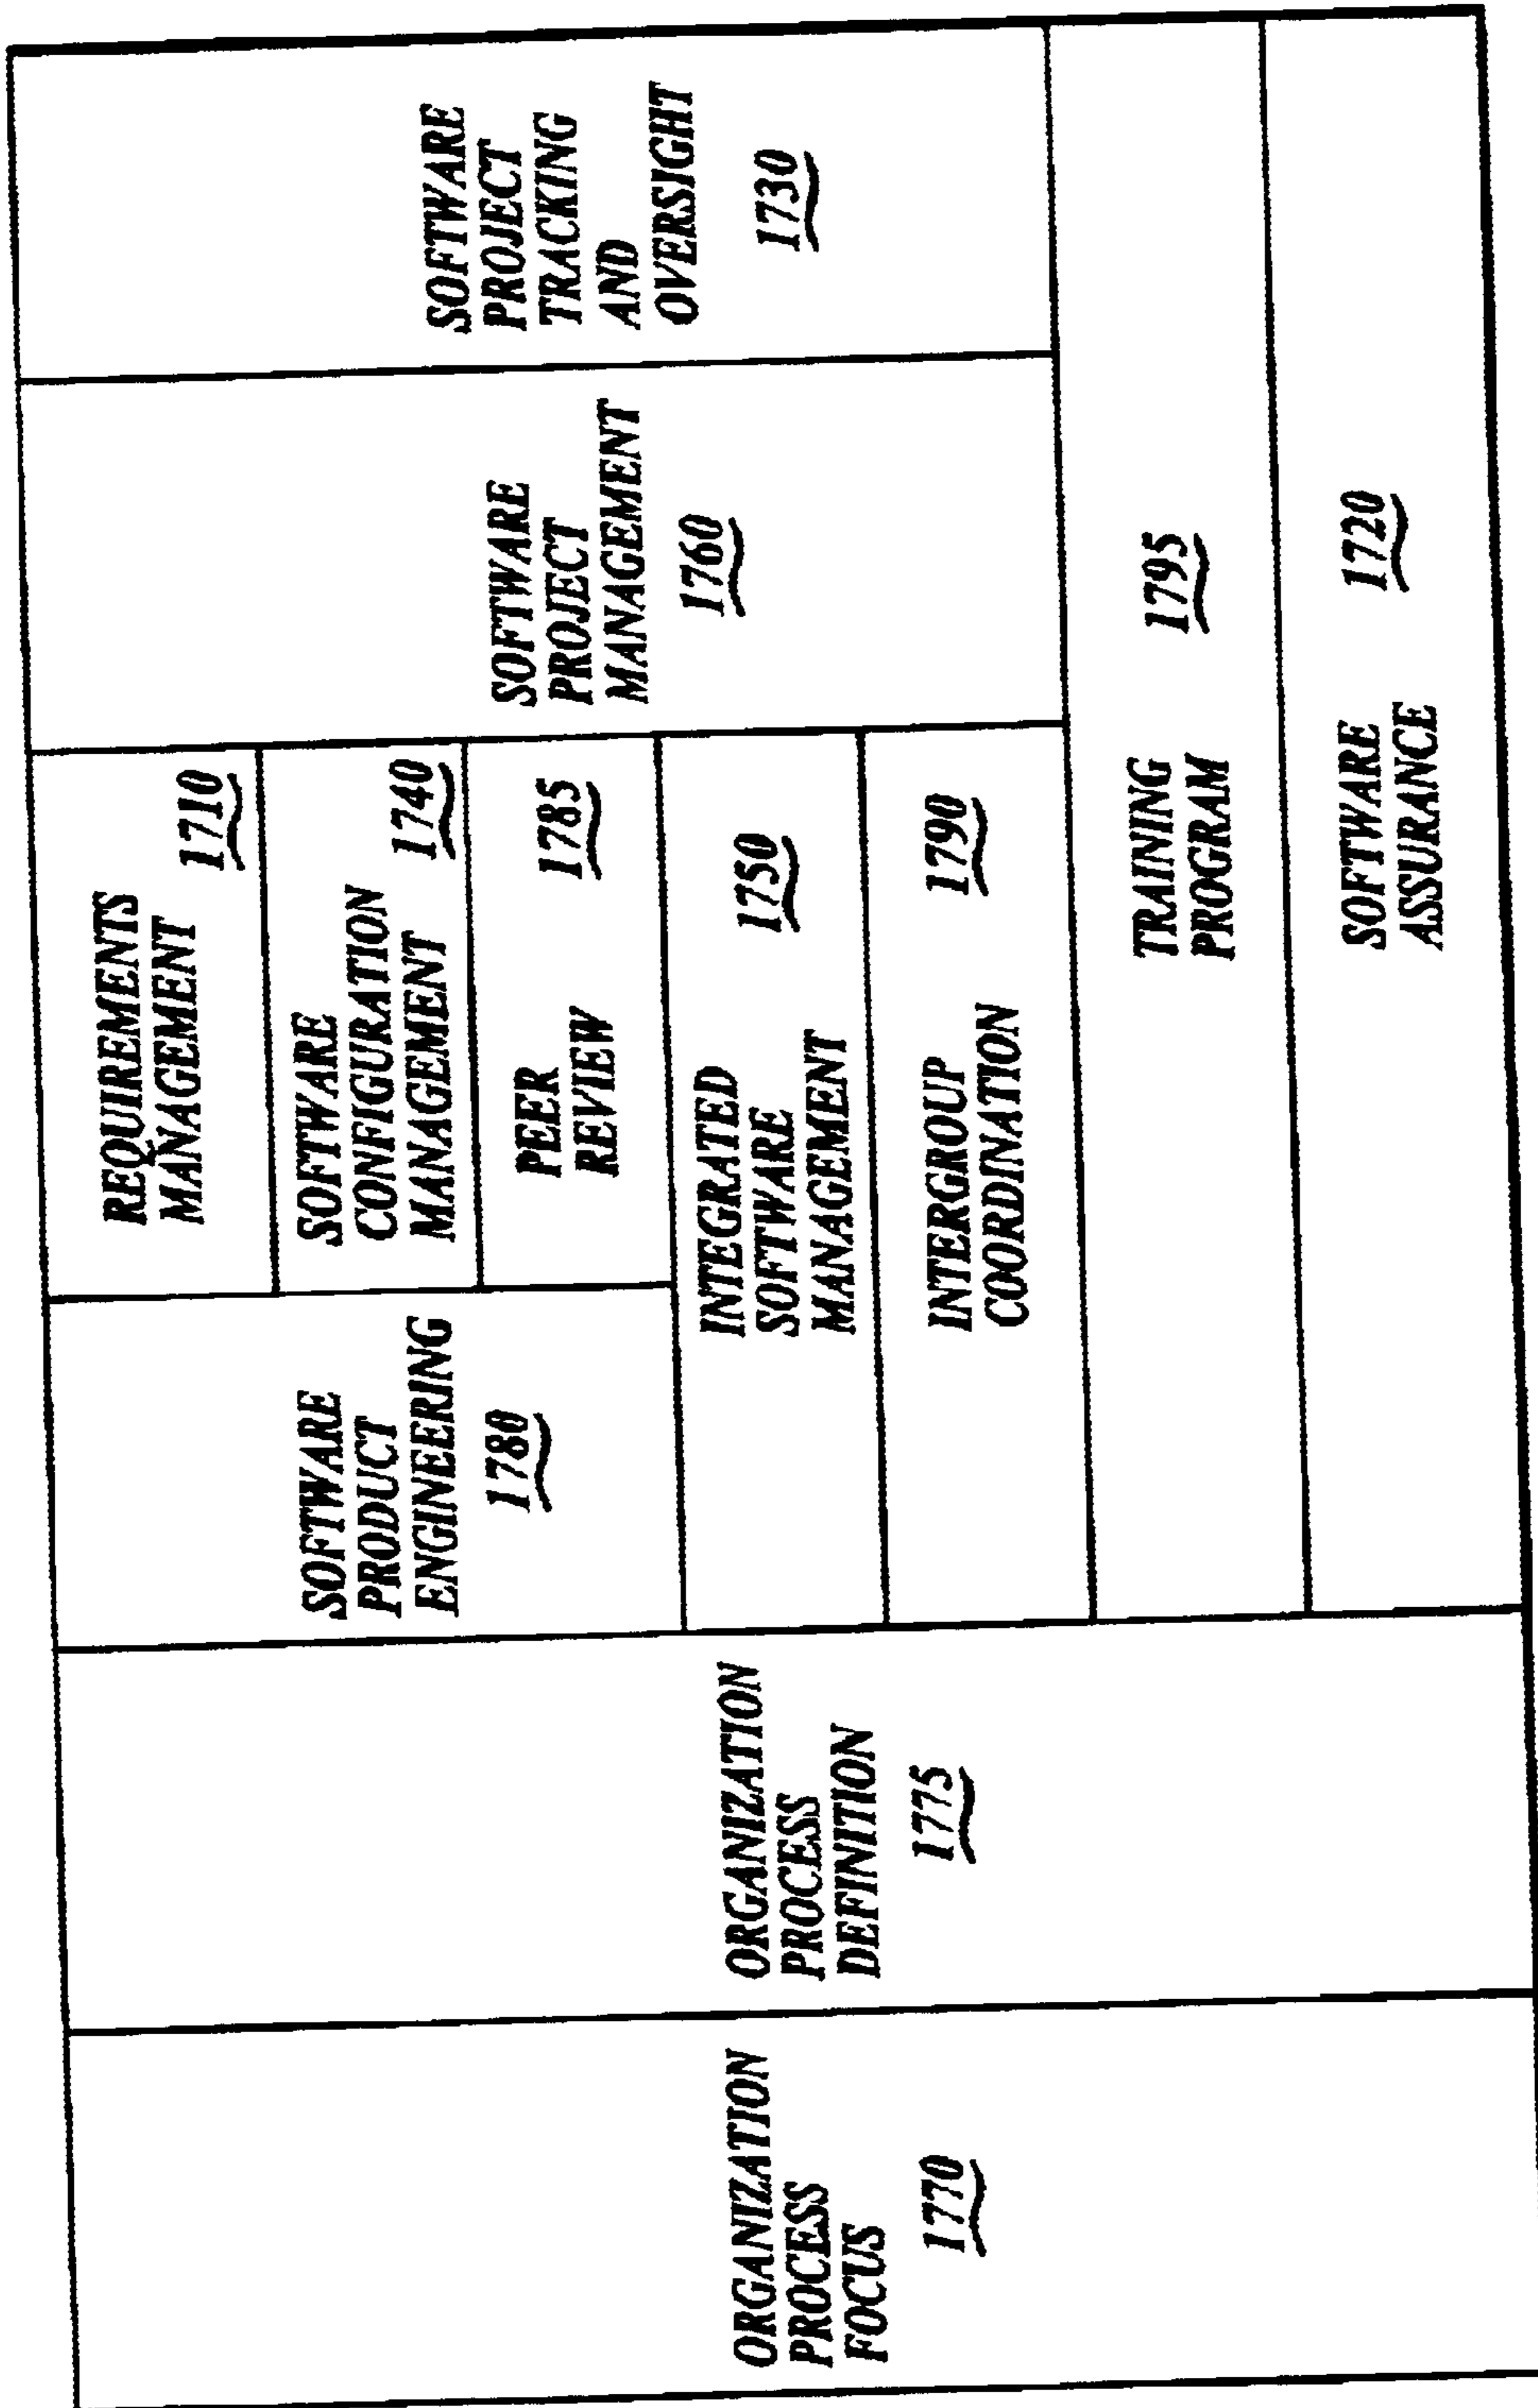 ORGANIZATION
PROCESS
FOCUS
1770
ORGANIZATION
PROCESS
DEFINITION
1775
SOFTWARE
PRODUCT
ENGINEERING
1780
REQUIREMENTS
MANAGEMENT
1710
SOFTWARE
CONFIGURATION
MANAGEMENT
1740
PEER
REVIEW
1785
INTEGRATED
SOFTWARE
MANAGEMENT
1750
INTERGROUP
COORDINATION
1790
SOFTWARE
PROJECT
MANAGEMENT
1760
SOFTWARE
PROJECT
TRACKING
AND
OVERSIGHT
1730
TRAINING
PROGRAM
1795
SOFTWARE
ASSURANCE
1720